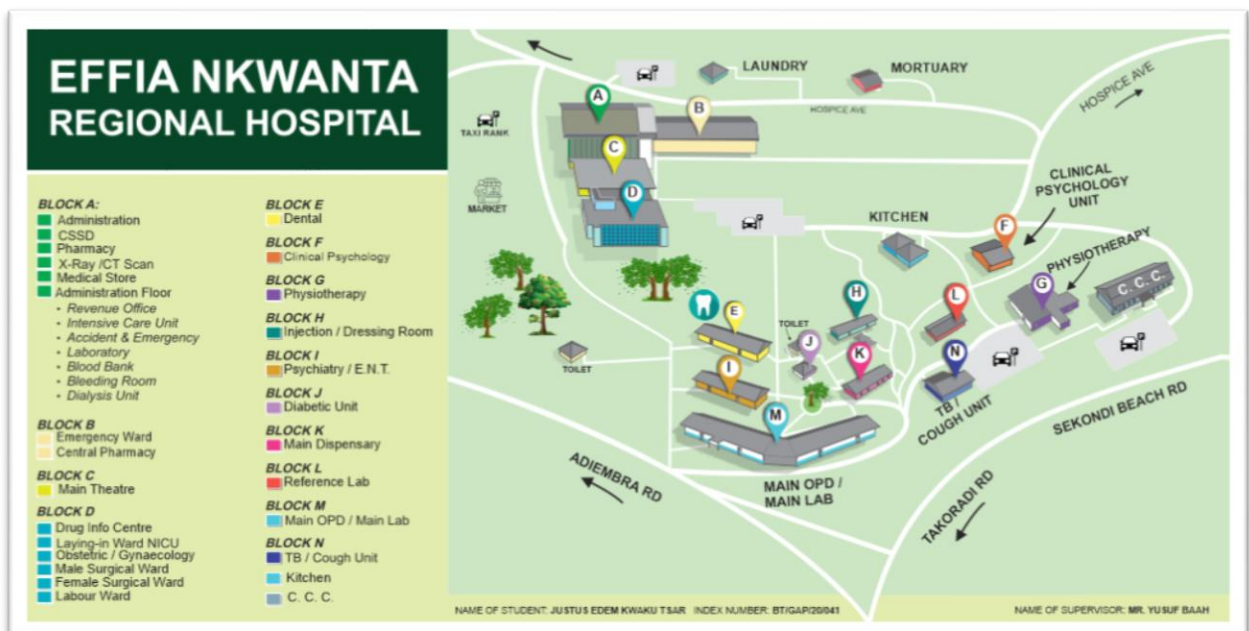 EFFIA NKWANTA
REGIONAL HOSPITAL
BLOCK A:
Administration
CSSD
Pharmacy
X-Ray /CT Scan
Medical Store
Administration Floor
• Revenue Office
• Intensive Care Unit
• Accident & Emergency
• Laboratory
• Blood Bank
• Bleeding Room
• Dialysis Unit
BLOCK B
Emergency Ward
Central Pharmacy
BLOCK C
Main Theatre
BLOCK D
Drug Info Centre
Laying-in Ward NICU
Obstetric / Gynaecology
Male Surgical Ward
Female Surgical Ward
Labour Ward
BLOCK E
Dental
BLOCK F
Clinical Psychology
BLOCK G
Physiotherapy
BLOCK H
Injection / Dressing Room
BLOCK I
Psychiatry / E.N.T.
BLOCK J
Diabetic Unit
BLOCK K
Main Dispensary
BLOCK L
Reference Lab
BLOCK M
Main OPD / Main Lab
BLOCK N
TB / Cough Unit
Kitchen
C. C. C.
LAUNDRY
MORTUARY
HOSPICE AVE
HOSPICE AVE
A
B
TAXI RANK
C
D
MARKET
KITCHEN
CLINICAL
PSYCHOLOGY
UNIT
F
PHYSIOTHERAPY
G
C. C. C.
E
TOILET
H
L
J
K
N
I
TOILET
M
TB /
COUGH UNIT
SEKONDI BEACH RD
ADIEMBRA RD
MAIN OPD /
MAIN LAB
TAKORADI RD
NAME OF STUDENT: JUSTUS EDEM KWAKU TSAR INDEX NUMBER: BT/GAP/20/041
NAME OF SUPERVISOR: MR. YUSUF BAAH